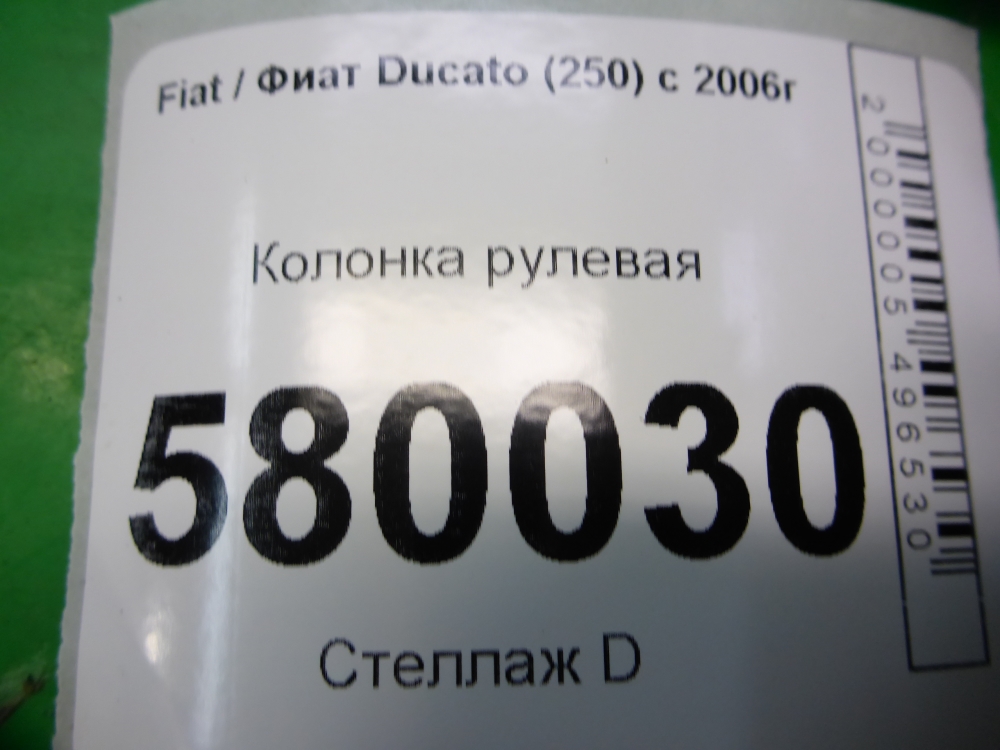 Fiat / Фиат Ducato (250) с 2006г
Колонка рулевая
580030
Стеллаж D
2000005496530